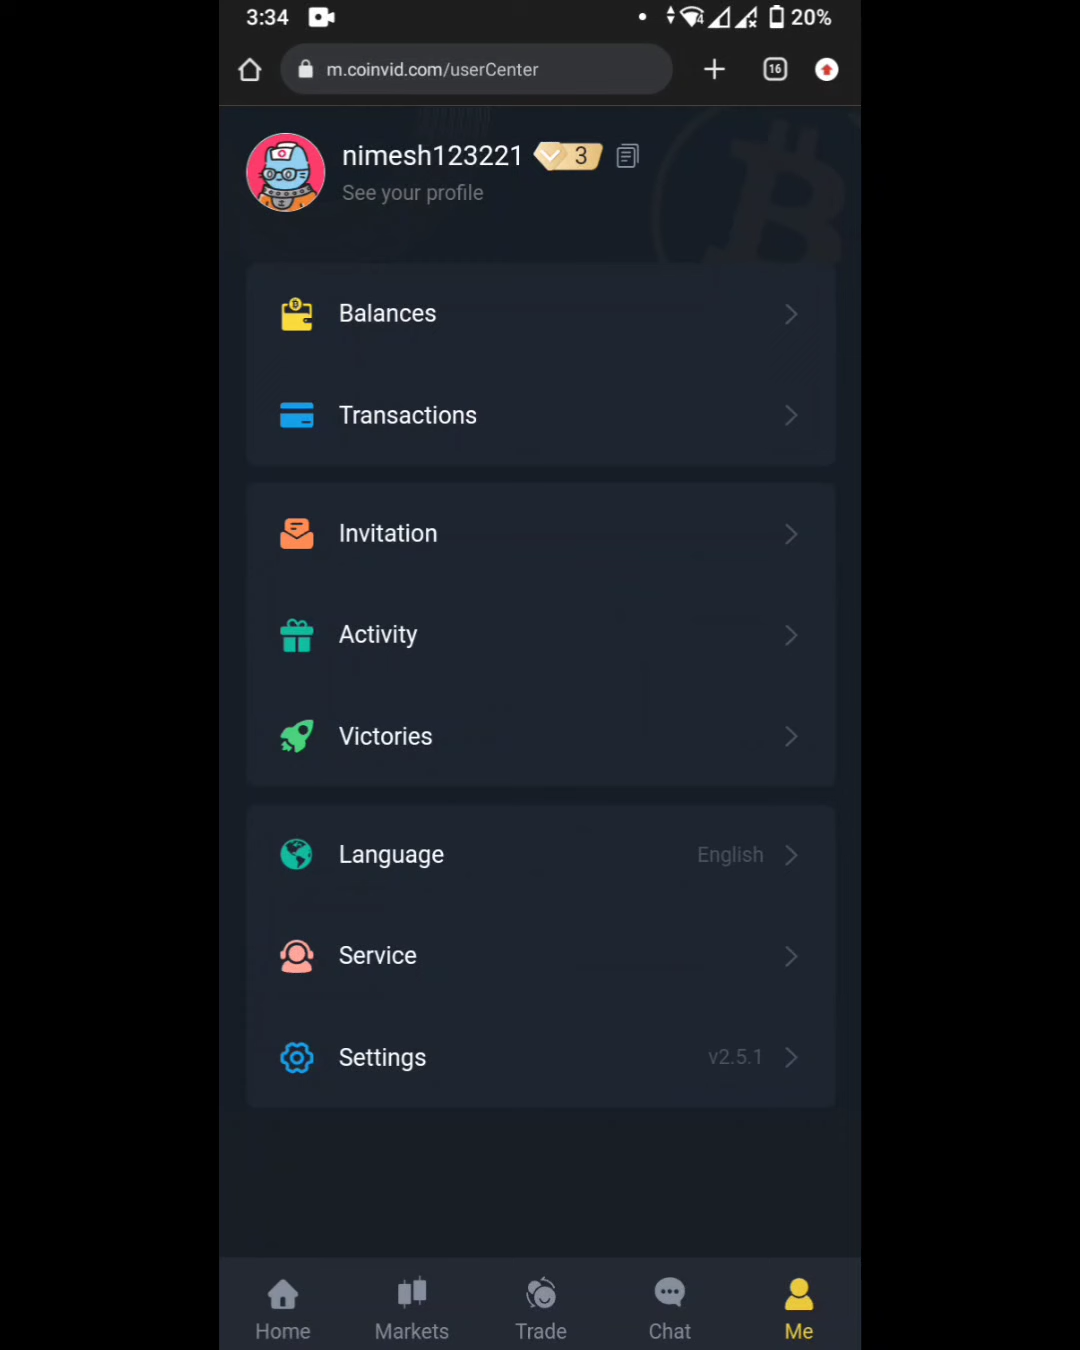 3:34 20%
m.coinvid.com/userCenter 16
nimesh123221 3
See your profile
Balances
Transactions
Invitation
Activity
Victories
Language English
Service
Settings v2.5.1
Home Markets Trade Chat Me